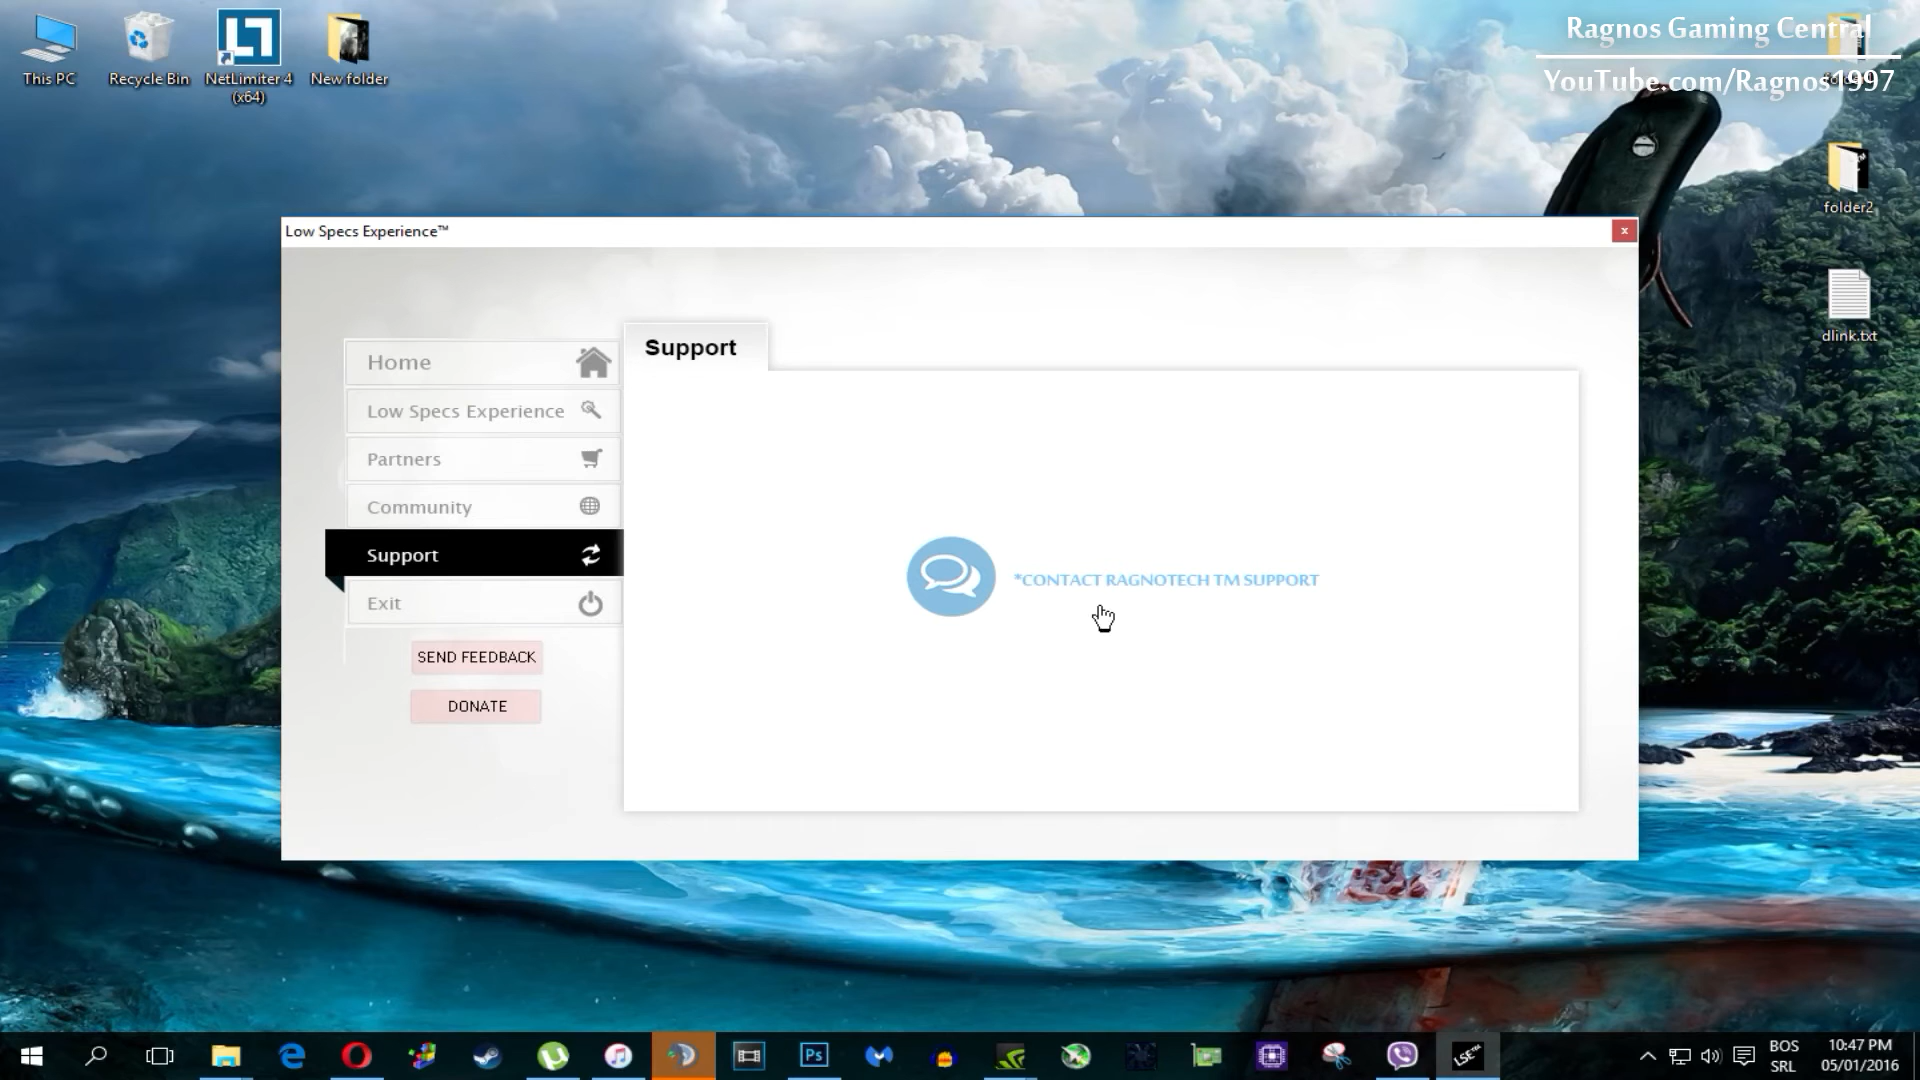 Ragnos Gaming Central
YouTube.com/Ragnos1997
This PC
Recycle Bin
NetLimiter 4
(x64)
New folder
folder2
dlink.txt
Low Specs Experience™
x
Support
Home
Low Specs Experience
Partners
Community
Support
Exit
SEND FEEDBACK
DONATE
*CONTACT RAGNOTECH TM SUPPORT
Ps
LSE™
BOS
SRL
10:47 PM
05/01/2016